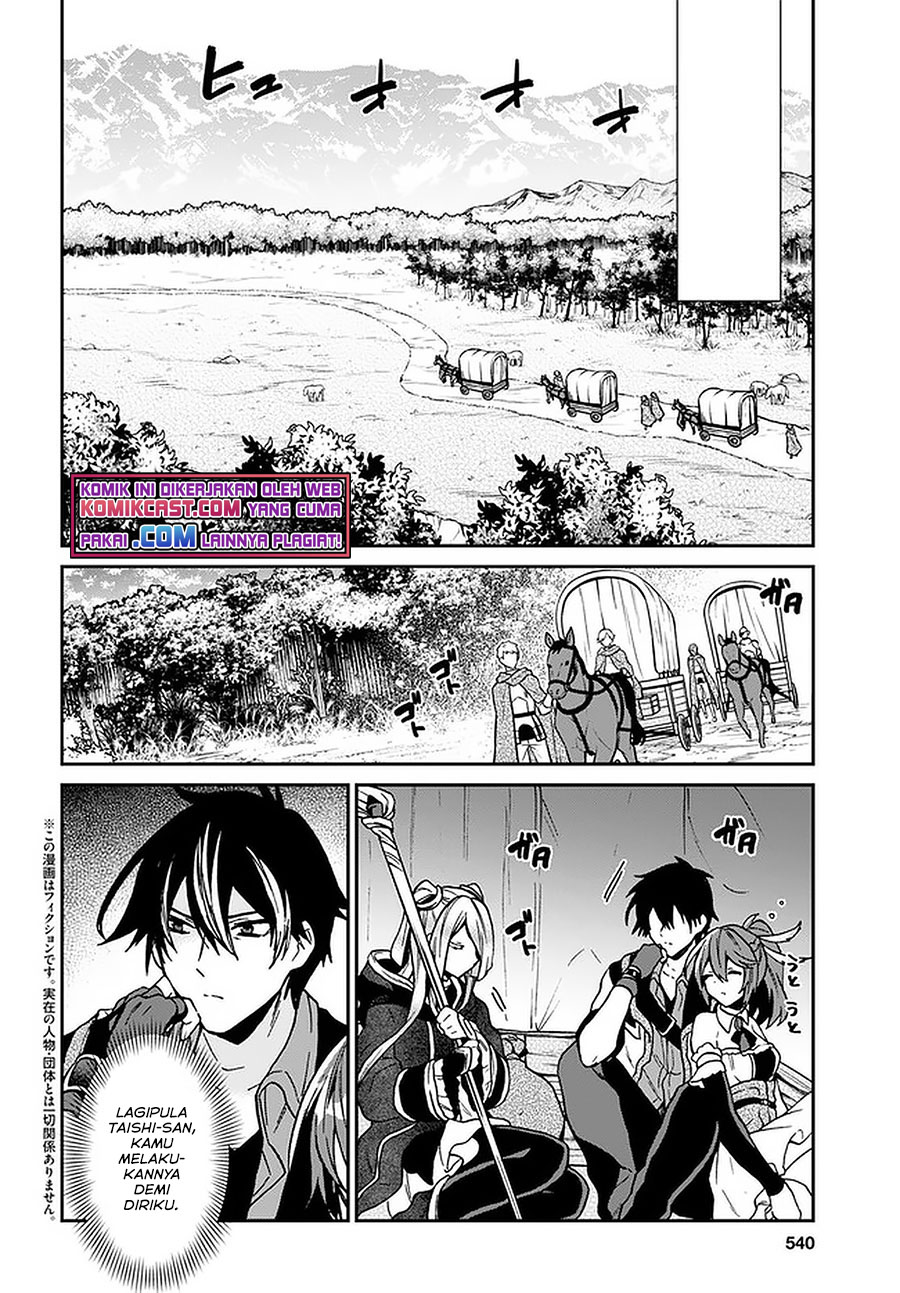 ヒュオオオ
KOMIK INI DIKERJAKAN OLEH WEB
KOMIKCAST.COM YANG CUMA
PAKAI .COM LAINNYA PLAGIAT!
ガタ
ゴト
ガタ
ガタ
ゴト
うと
うと
LAGIPULA
TAISHI-SAN,
KAMU
MELAKU-
KANNYA
DEMI
DIRIKU.
※この漫画はフィクションです。実在の人物・団体とは一切関係ありません。
540